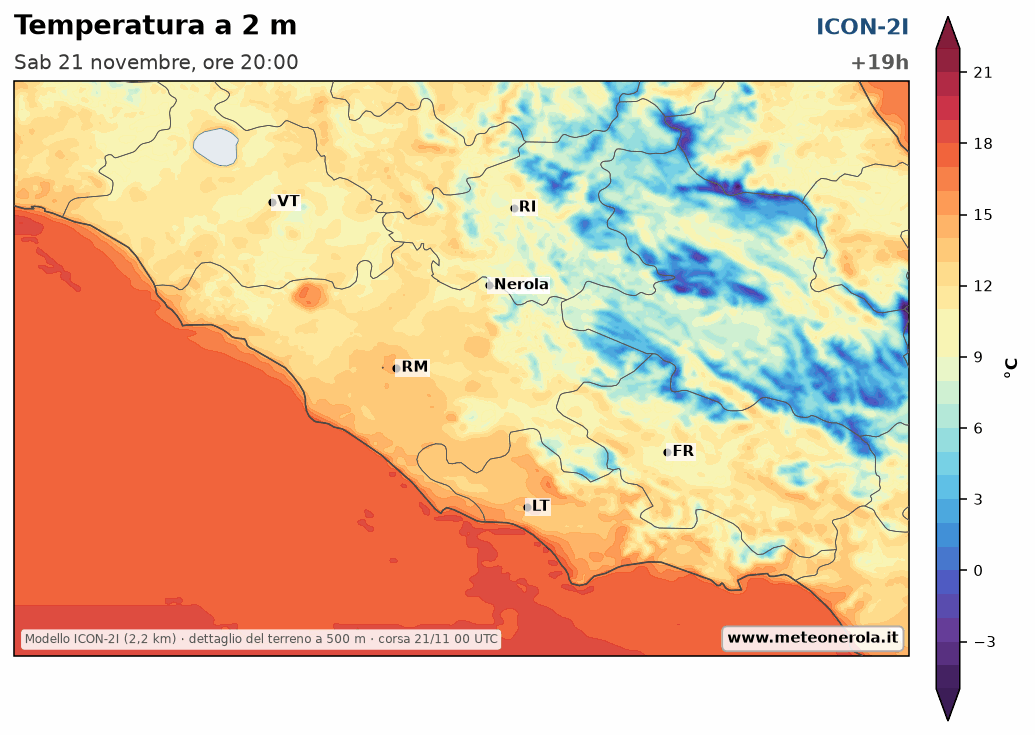 Temperatura a 2 m
ICON-2I
Sab 21 novembre, ore 20:00
+19h
VT
RI
Nerola
RM
FR
LT
21
18
15
12
9
6
3
0
−3
°C
Modello ICON-2I (2,2 km) · dettaglio del terreno a 500 m · corsa 21/11 00 UTC
www.meteonerola.it